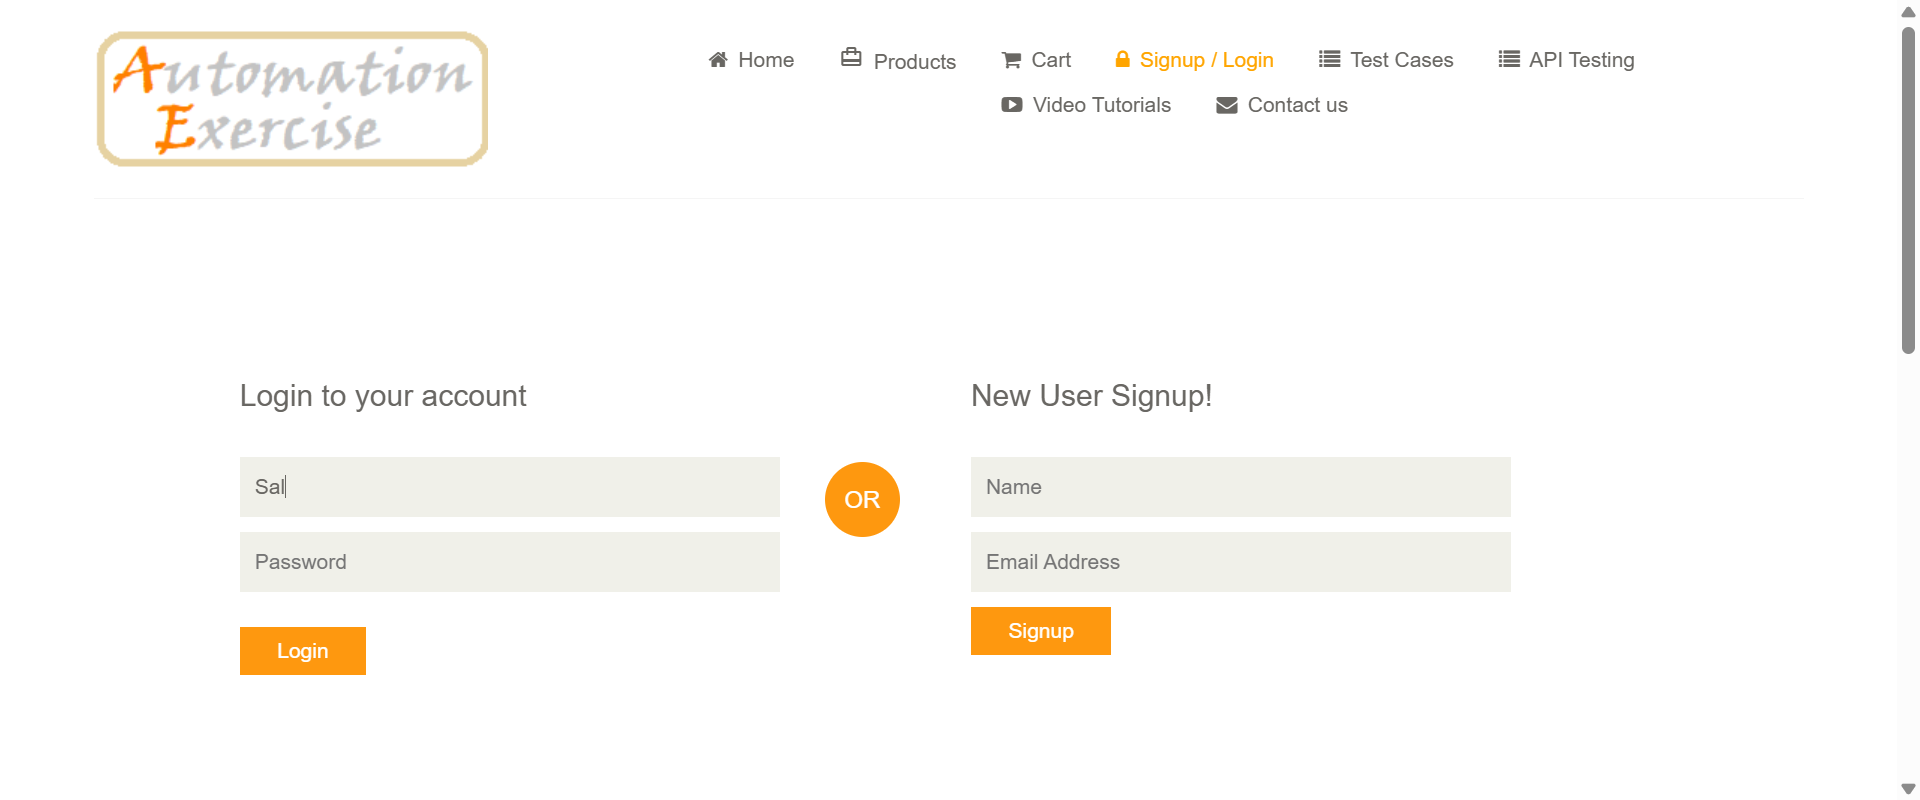 Automation
Exercise
Home
Products
Cart
Signup / Login
Test Cases
API Testing
Video Tutorials
Contact us
Login to your account
Sal
Password
Login
OR
New User Signup!
Name
Email Address
Signup